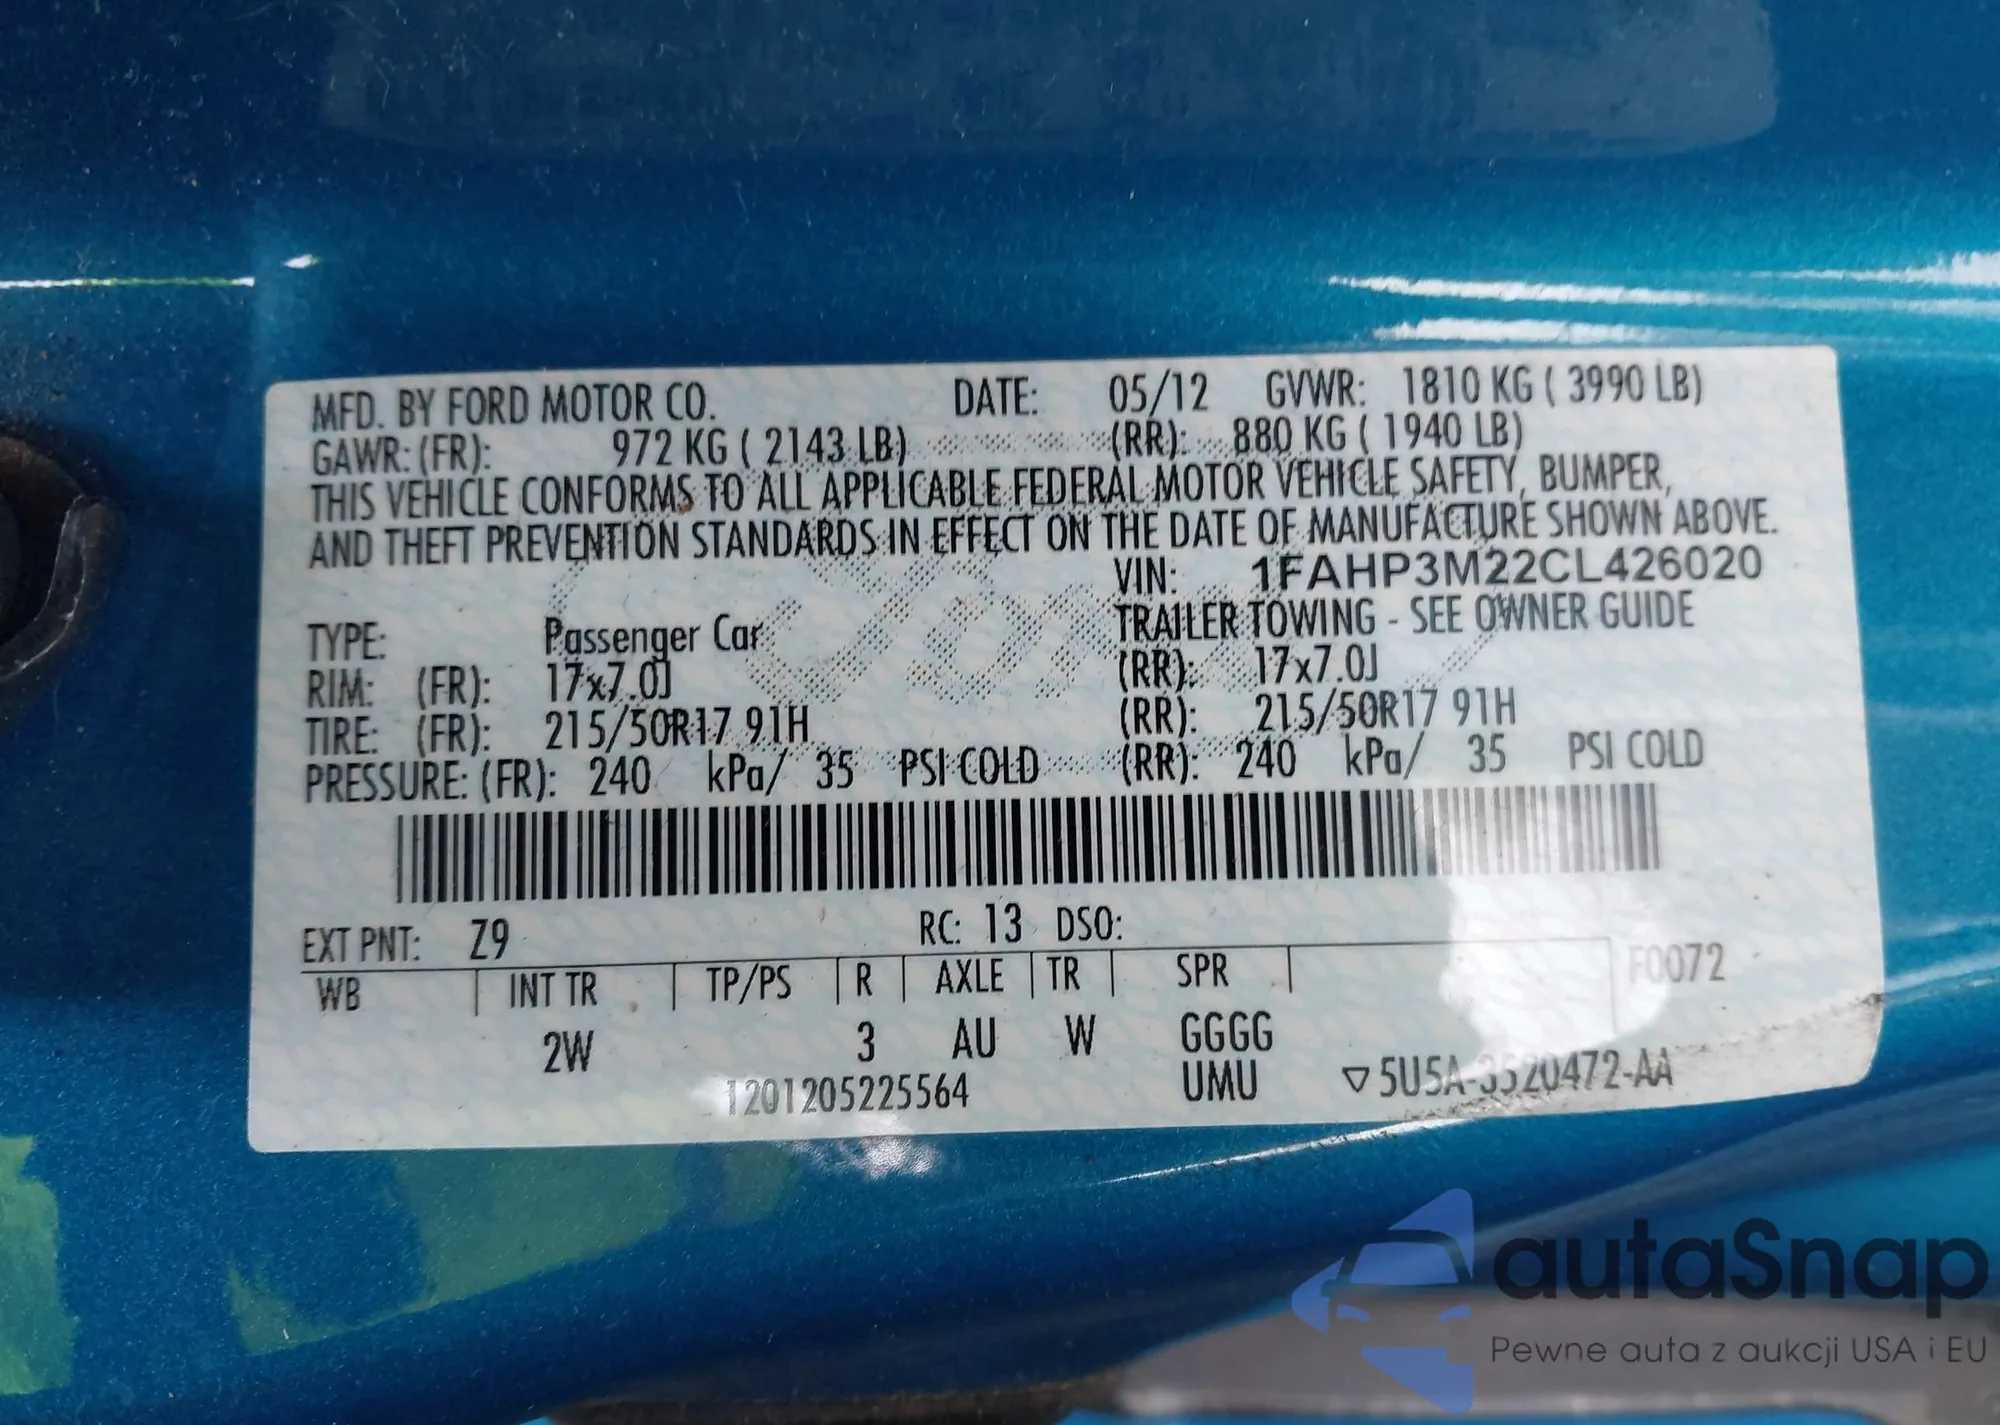 MFD. BY FORD MOTOR CO. DATE: 05/12 GVWR: 1810 KG ( 3990 LB)
GAWR: (FR): 972 KG ( 2143 LB) (RR): 880 KG ( 1940 LB)
THIS VEHICLE CONFORMS TO ALL APPLICABLE FEDERAL MOTOR VEHICLE SAFETY, BUMPER,
AND THEFT PREVENTION STANDARDS IN EFFECT ON THE DATE OF MANUFACTURE SHOWN ABOVE.
VIN: 1FAHP3M22CL426020
TRAILER TOWING - SEE OWNER GUIDE
TYPE: Passenger Car
RIM: (FR): 17x7.0J (RR): 17x7.0J
TIRE: (FR): 215/50R17 91H (RR): 215/50R17 91H
PRESSURE: (FR): 240 kPa/ 35 PSI COLD (RR): 240 kPa/ 35 PSI COLD
EXT PNT: Z9 RC: 13 DSO:
WB INT TR TP/PS R AXLE TR SPR F0072
2W 3 AU W GGGG
1201205225564 UMU ▽5U5A-3520472-AA
autaSnap
Pewne auta z aukcji USA i EU